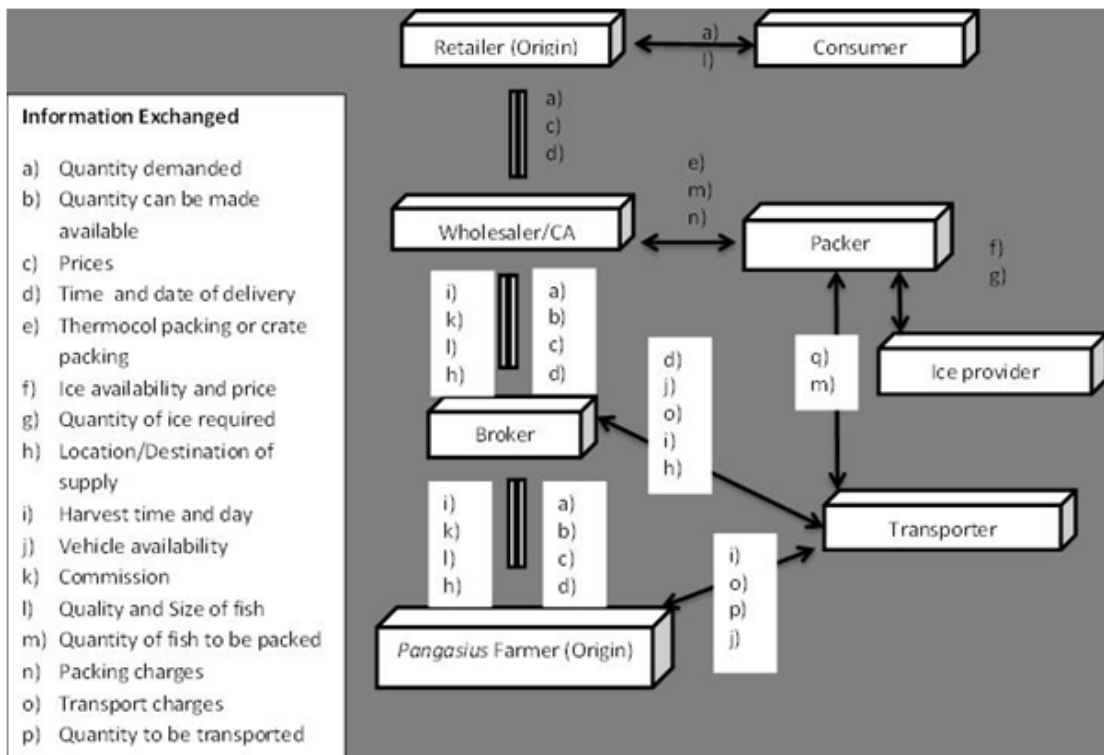 Retailer (Origin)
Consumer
a)
l)
a)
c)
d)
Information Exchanged
a) Quantity demanded
b) Quantity can be made
available
c) Prices
d) Time and date of delivery
e) Thermocol packing or crate
packing
f) Ice availability and price
g) Quantity of ice required
h) Location/Destination of
supply
i) Harvest time and day
j) Vehicle availability
k) Commission
l) Quality and Size of fish
m) Quantity of fish to be packed
n) Packing charges
o) Transport charges
p) Quantity to be transported
e)
m)
n)
Wholesaler/CA
Packer
f)
g)
i)
k)
l)
h)
a)
b)
c)
d)
Ice provider
q)
m)
d)
j)
o)
i)
h)
Broker
Transporter
i)
k)
l)
h)
a)
b)
c)
d)
i)
o)
p)
j)
Pangasius Farmer (Origin)